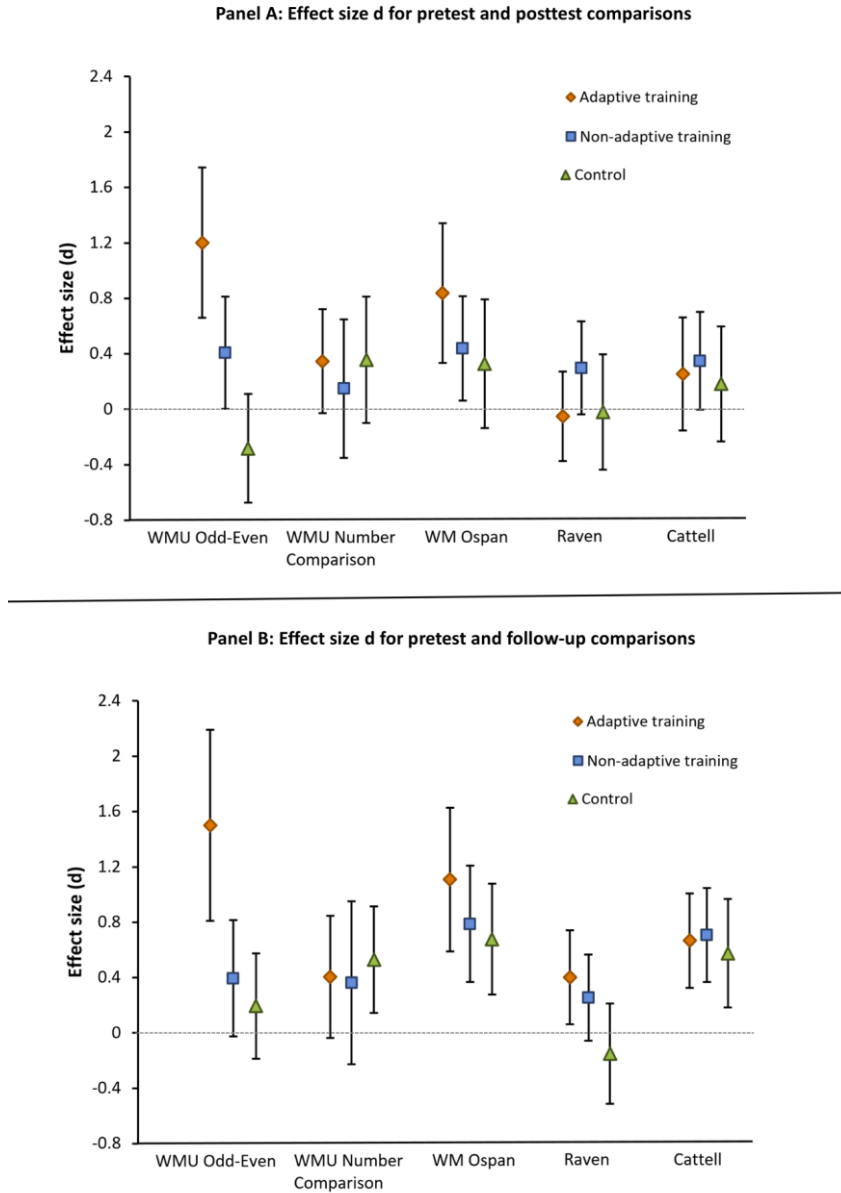 Panel A: Effect size d for pretest and posttest comparisons
2.4
2
1.6
1.2
0.8
0.4
0
-0.4
-0.8
Effect size (d)
Adaptive training
Non-adaptive training
Control
WMU Odd-Even
WMU Number
Comparison
WM Ospan
Raven
Cattell
Panel B: Effect size d for pretest and follow-up comparisons
2.4
2
1.6
1.2
0.8
0.4
0
-0.4
-0.8
Effect size (d)
Adaptive training
Non-adaptive training
Control
WMU Odd-Even
WMU Number
Comparison
WM Ospan
Raven
Cattell